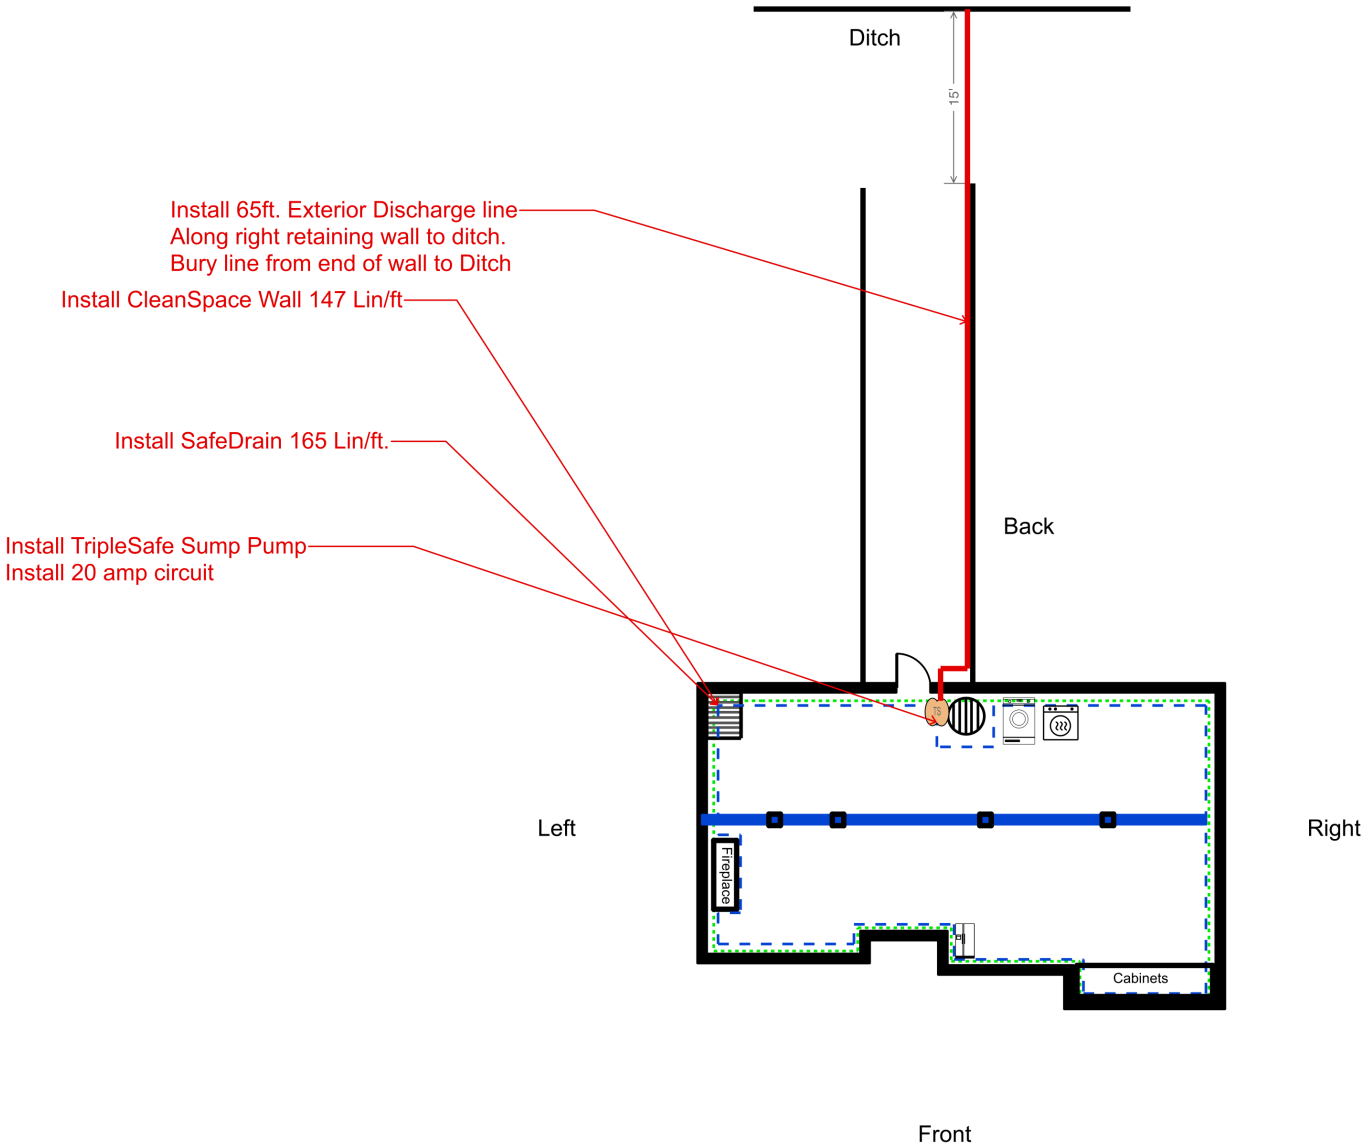 Ditch
15'
Install 65ft. Exterior Discharge line
Along right retaining wall to ditch.
Bury line from end of wall to Ditch
Install CleanSpace Wall 147 Lin/ft
Install SafeDrain 165 Lin/ft.
Back
Install TripleSafe Sump Pump
Install 20 amp circuit
TS
Left
Right
Fireplace
Cabinets
Front